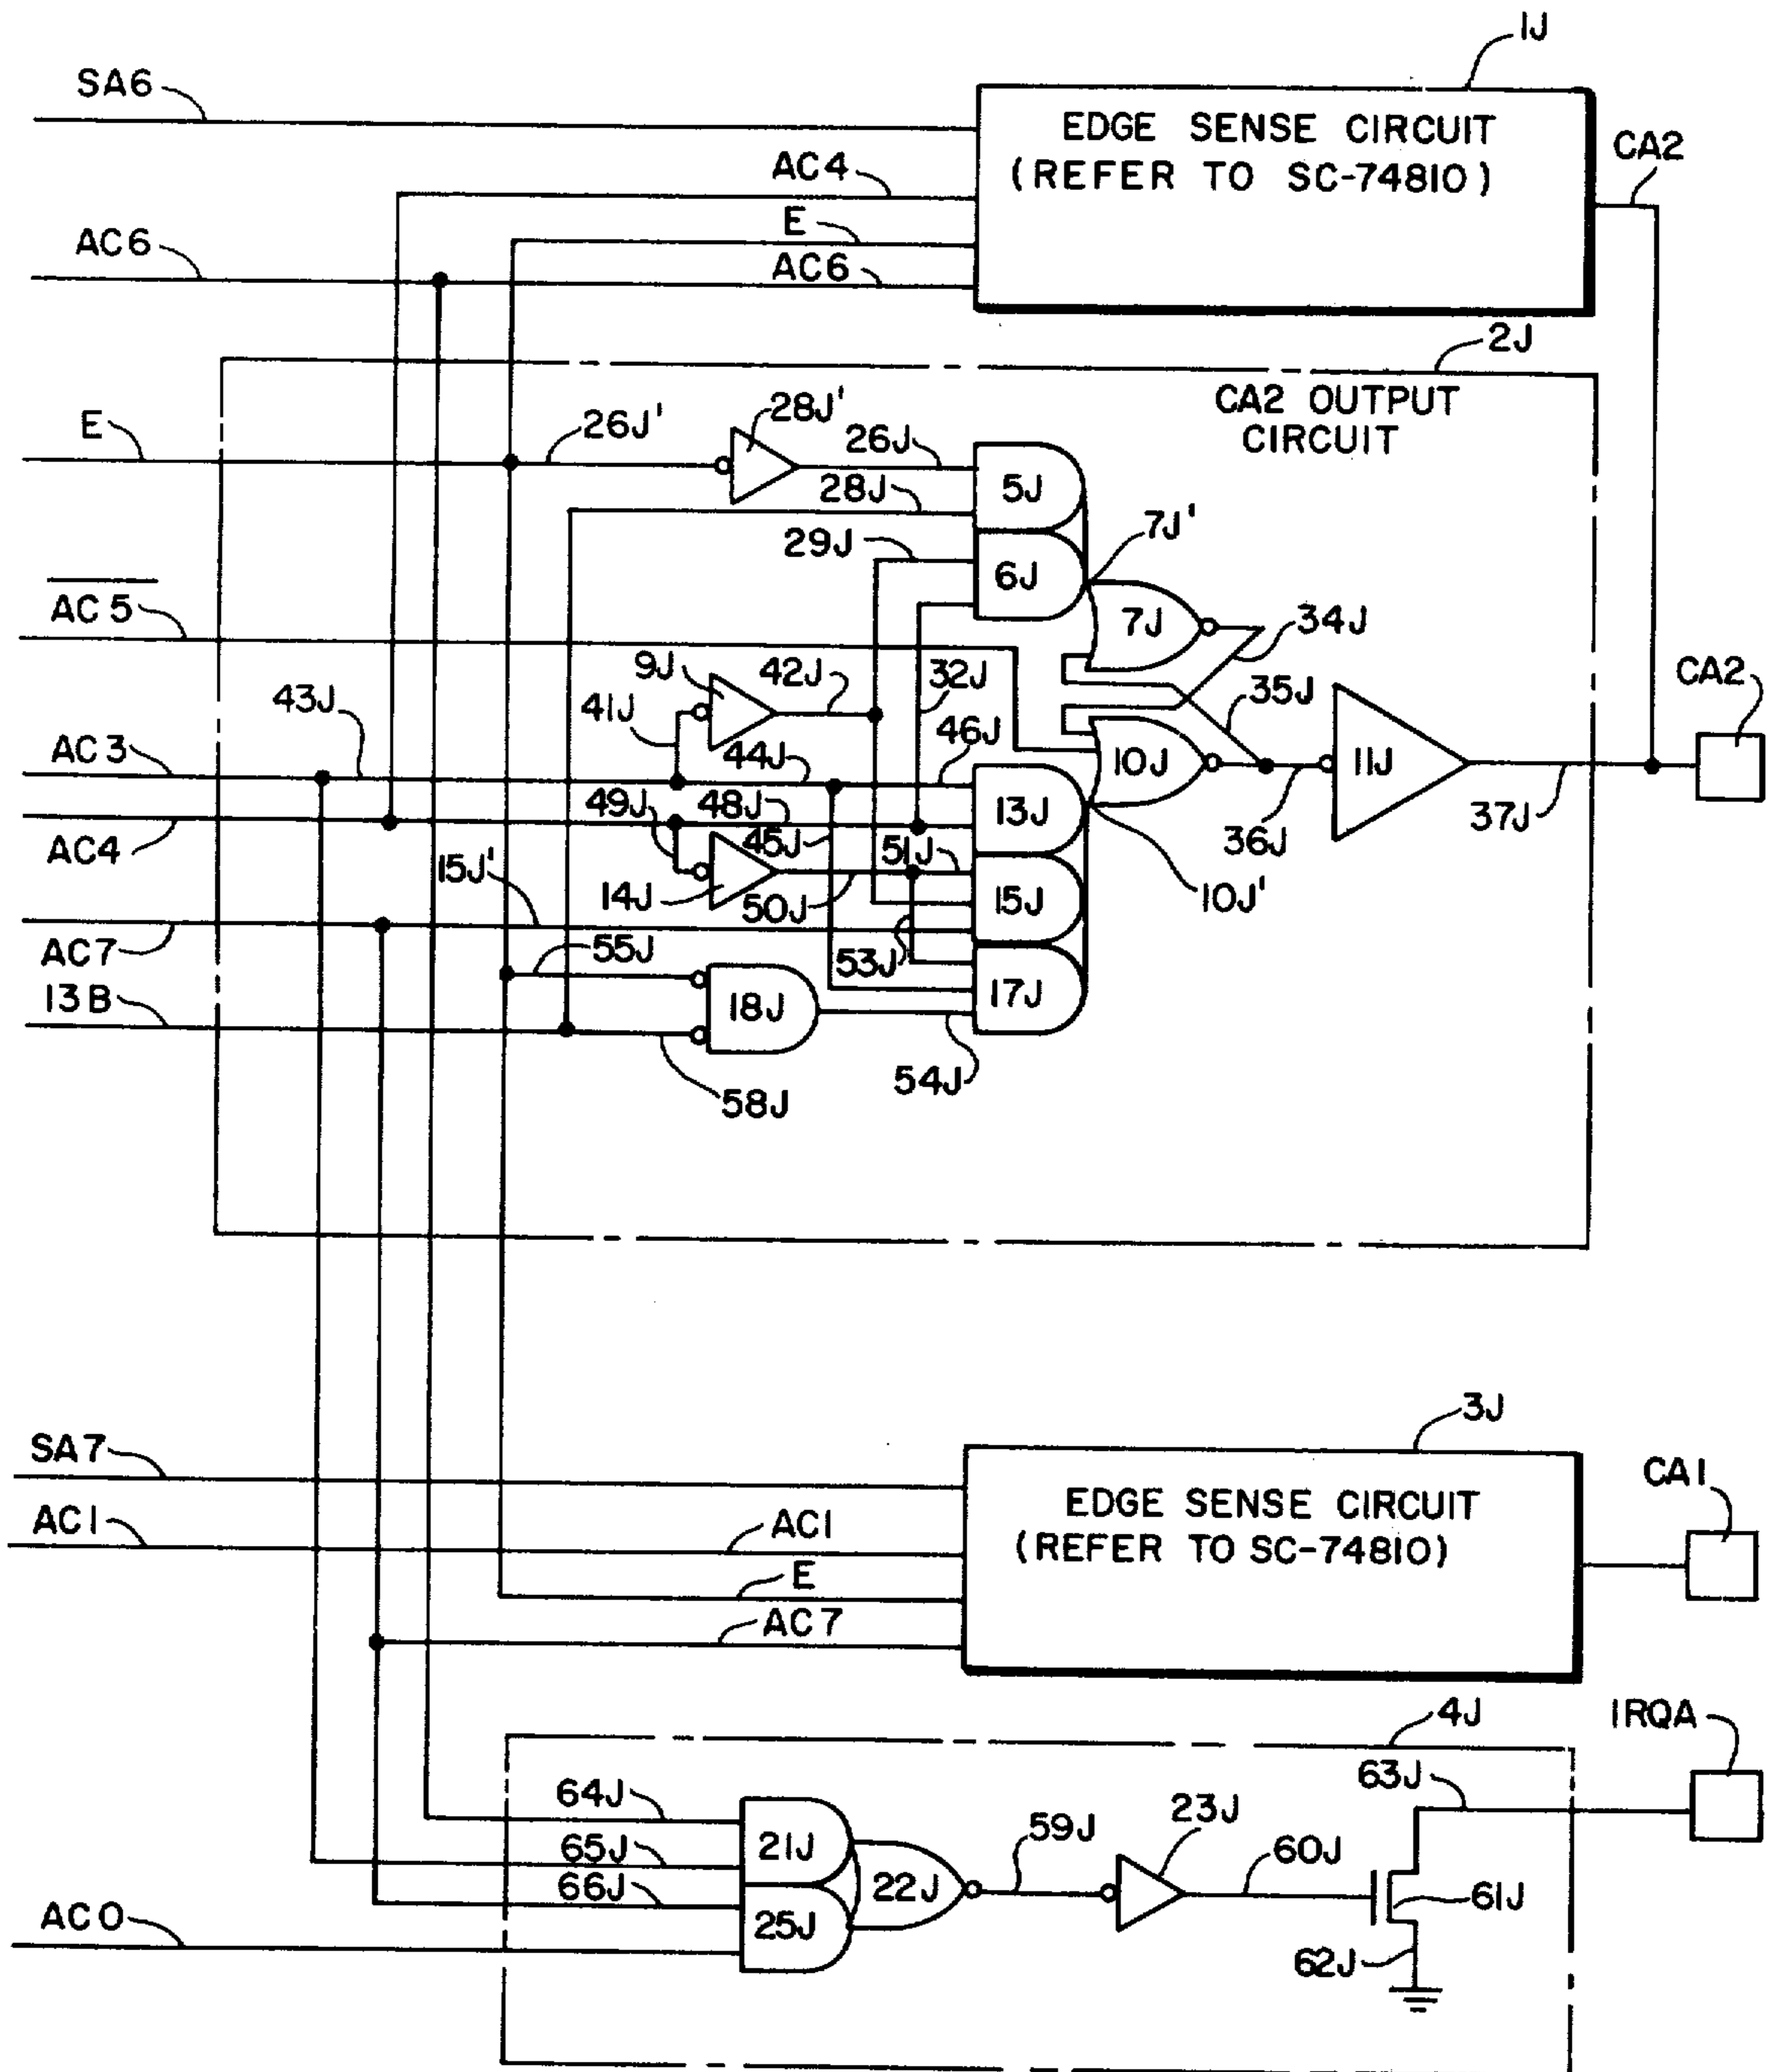 1J
SA6
EDGE SENSE CIRCUIT
(REFER TO SC-74810)
CA2
AC4
E
AC6
AC6
2J
CA2 OUTPUT
CIRCUIT
E
26J'
28J'
26J
28J
5J
29J
6J
7J'
AC5
7J
34J
9J
42J
32J
35J
CA2
43J
41J
44J
46J
AC3
10J
11J
49J
48J
13J
AC4
45J
36J
37J
15J'
51J
14J
50J
15J
10J'
AC7
55J
53J
13B
18J
17J
54J
58J
3J
SA7
CA1
EDGE SENSE CIRCUIT
(REFER TO SC-74810)
AC1
AC1
E
AC7
4J
IRQA
63J
64J
23J
59J
21J
65J
60J
66J
22J
61J
AC0
25J
62J